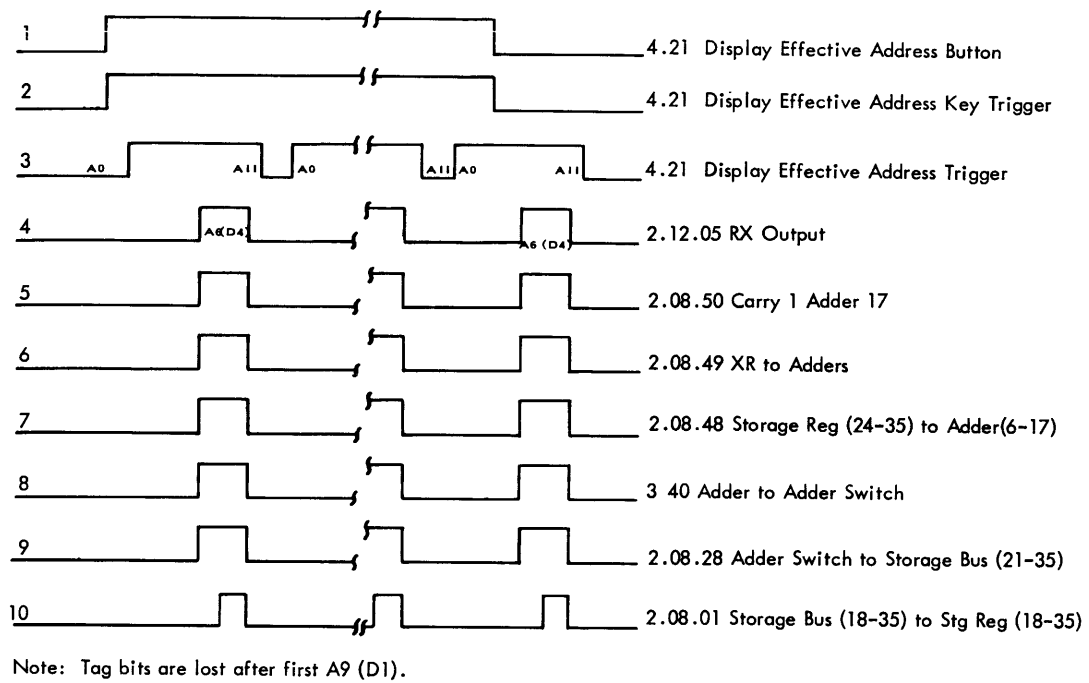 1 4.21 Display Effective Address Button
2 4.21 Display Effective Address Key Trigger
3 A0 A11 A0 A11 A0 A11 4.21 Display Effective Address Trigger
4 A6(D4) A6 (D4) 2.12.05 RX Output
5 2.08.50 Carry 1 Adder 17
6 2.08.49 XR to Adders
7 2.08.48 Storage Reg (24-35) to Adder(6-17)
8 3 40 Adder to Adder Switch
9 2.08.28 Adder Switch to Storage Bus (21-35)
10 2.08.01 Storage Bus (18-35) to Stg Reg (18-35)
Note: Tag bits are lost after first A9 (D1).